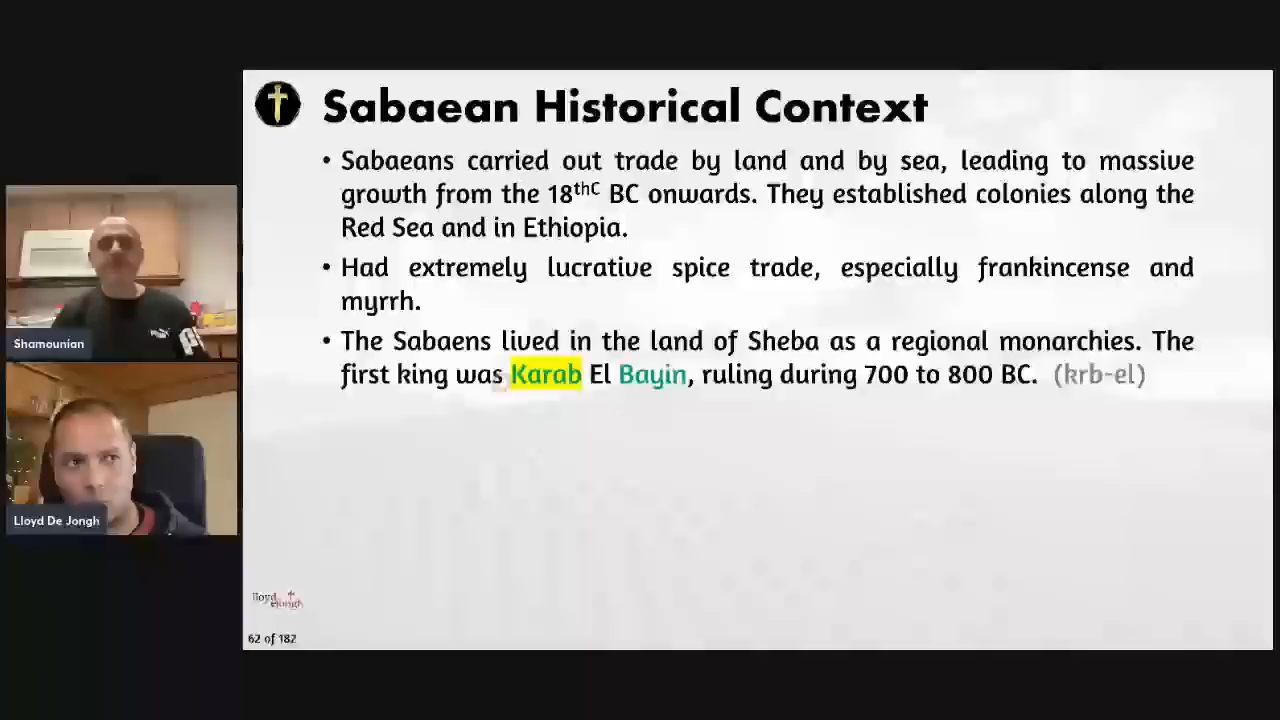 Sabaean Historical Context
• Sabaeans carried out trade by land and by sea, leading to massive
growth from the 18thC BC onwards. They established colonies along the
Red Sea and in Ethiopia.
• Had extremely lucrative spice trade, especially frankincense and
myrrh.
• The Sabaens lived in the land of Sheba as a regional monarchies. The
first king was Karab El Bayin, ruling during 700 to 800 BC. (krb-el)
Shamounian
Lloyd De Jongh
lloyd
dejongh
62 of 182